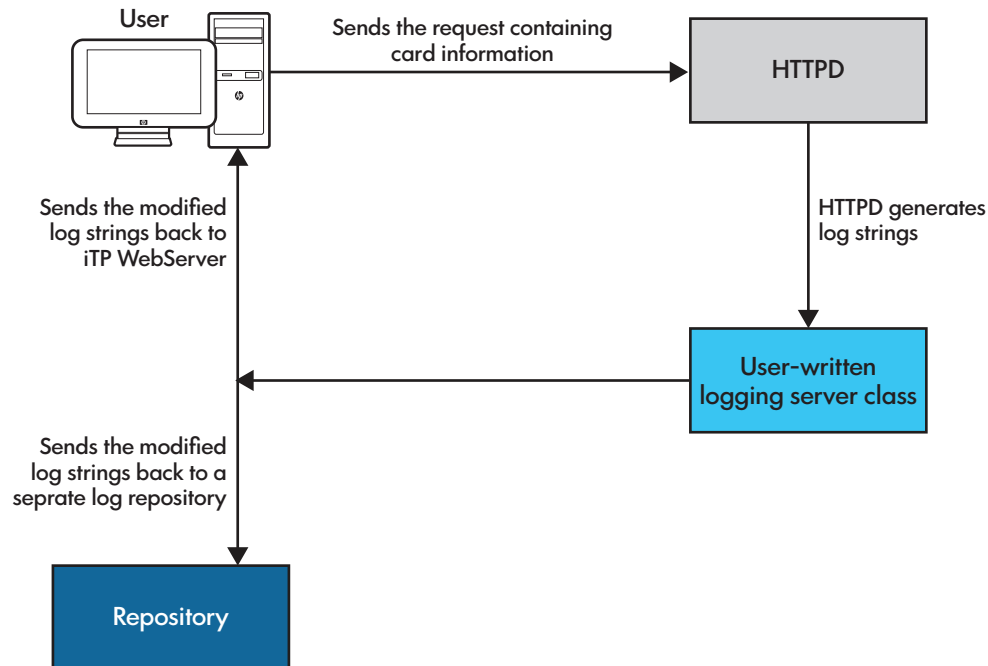 User
Sends the request containing
card information
HTTPD
Sends the modified
log strings back to
iTP WebServer
HTTPD generates
log strings
User-written
logging server class
Sends the modified
log strings back to a
seprate log repository
Repository